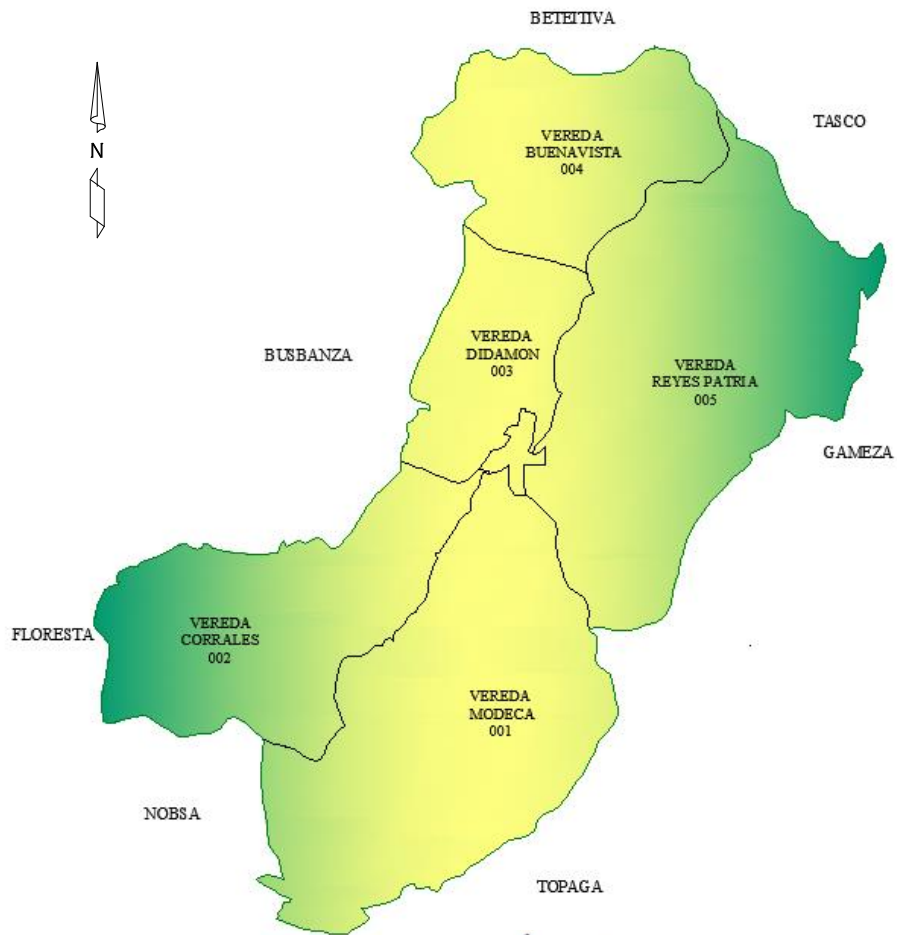 BETEITIVA
TASCO
N
VEREDA
BUENAVISTA
004
VEREDA
DIDAMON
003
BUSBANZA
VEREDA
REYES PATRIA
005
GAMEZA
FLORESTA
VEREDA
CORRALES
002
VEREDA
MODECA
001
NOBSA
TOPAGA